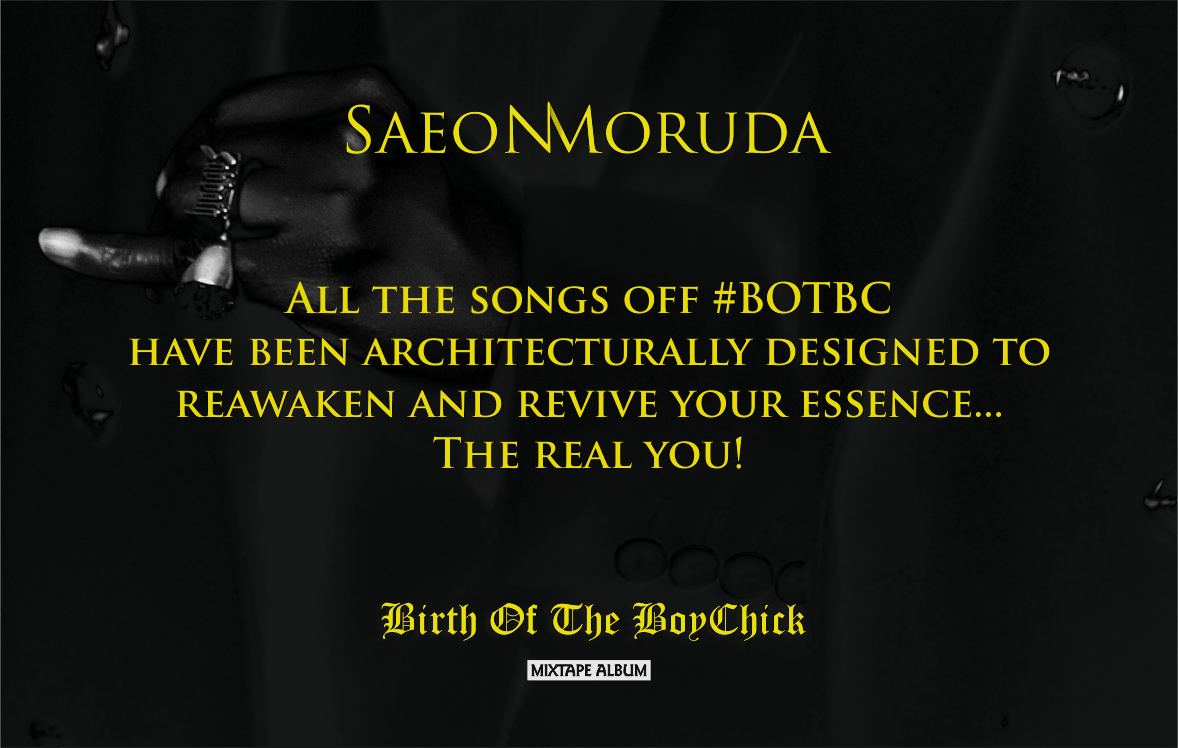 SaeonMoruda
All the songs off #BOTBC
have been architecturally designed to
reawaken and revive your essence...
The real you!
Birth Of The BoyChick
MIXTAPE ALBUM